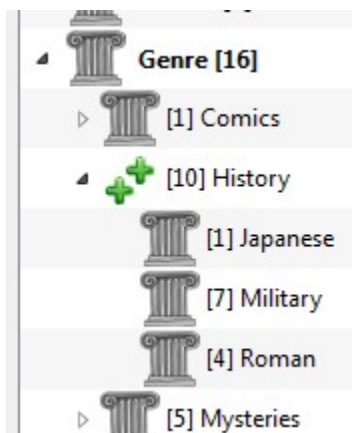 Genre [16]
[1] Comics
[10] History
[1] Japanese
[7] Military
[4] Roman
[5] Mysteries